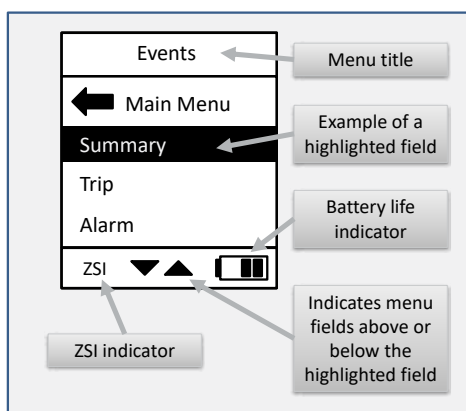 Events
Menu title
Main Menu
Example of a
highlighted field
Summary
Trip
Battery life
indicator
Alarm
ZSI
Indicates menu
fields above or
below the
highlighted field
ZSI indicator